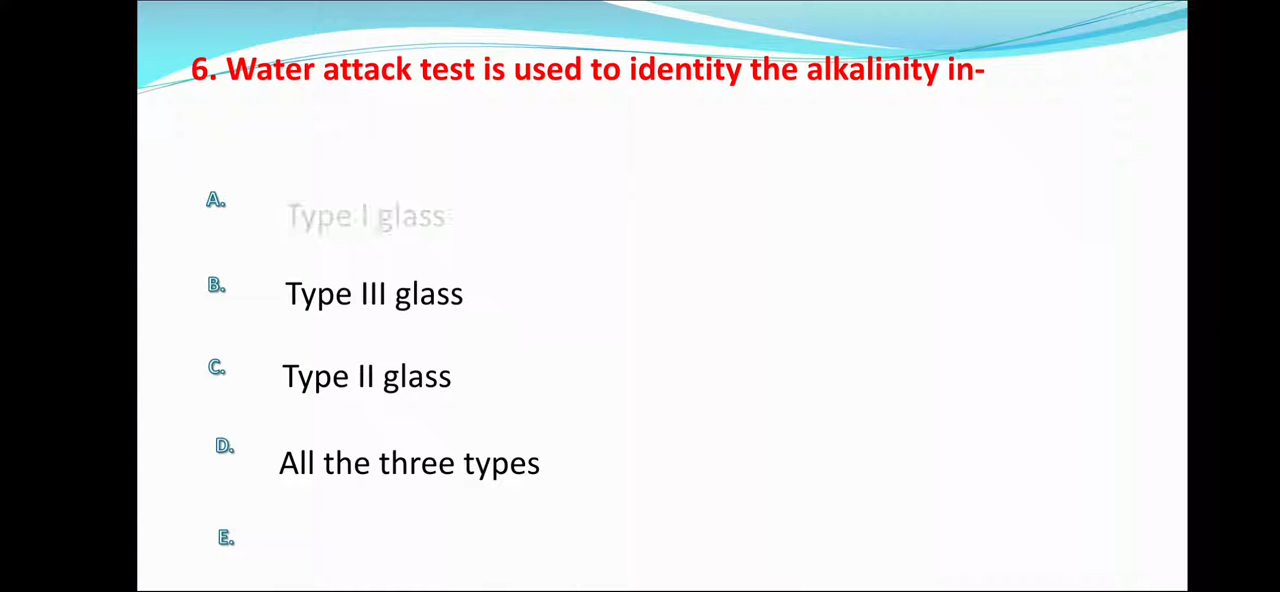 6. Water attack test is used to identity the alkalinity in-
A. Type I glass
B. Type III glass
C. Type II glass
D. All the three types
E.